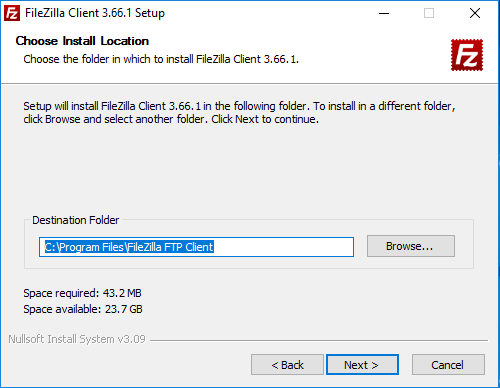 FileZilla Client 3.66.1 Setup
Choose Install Location
Choose the folder in which to install FileZilla Client 3.66.1.
FZ
Setup will install FileZilla Client 3.66.1 in the following folder. To install in a different folder,
click Browse and select another folder. Click Next to continue.
Destination Folder
C:\Program Files\FileZilla FTP Client
Browse...
Space required: 43.2 MB
Space available: 23.7 GB
Nullsoft Install System v3.09
< Back
Next >
Cancel